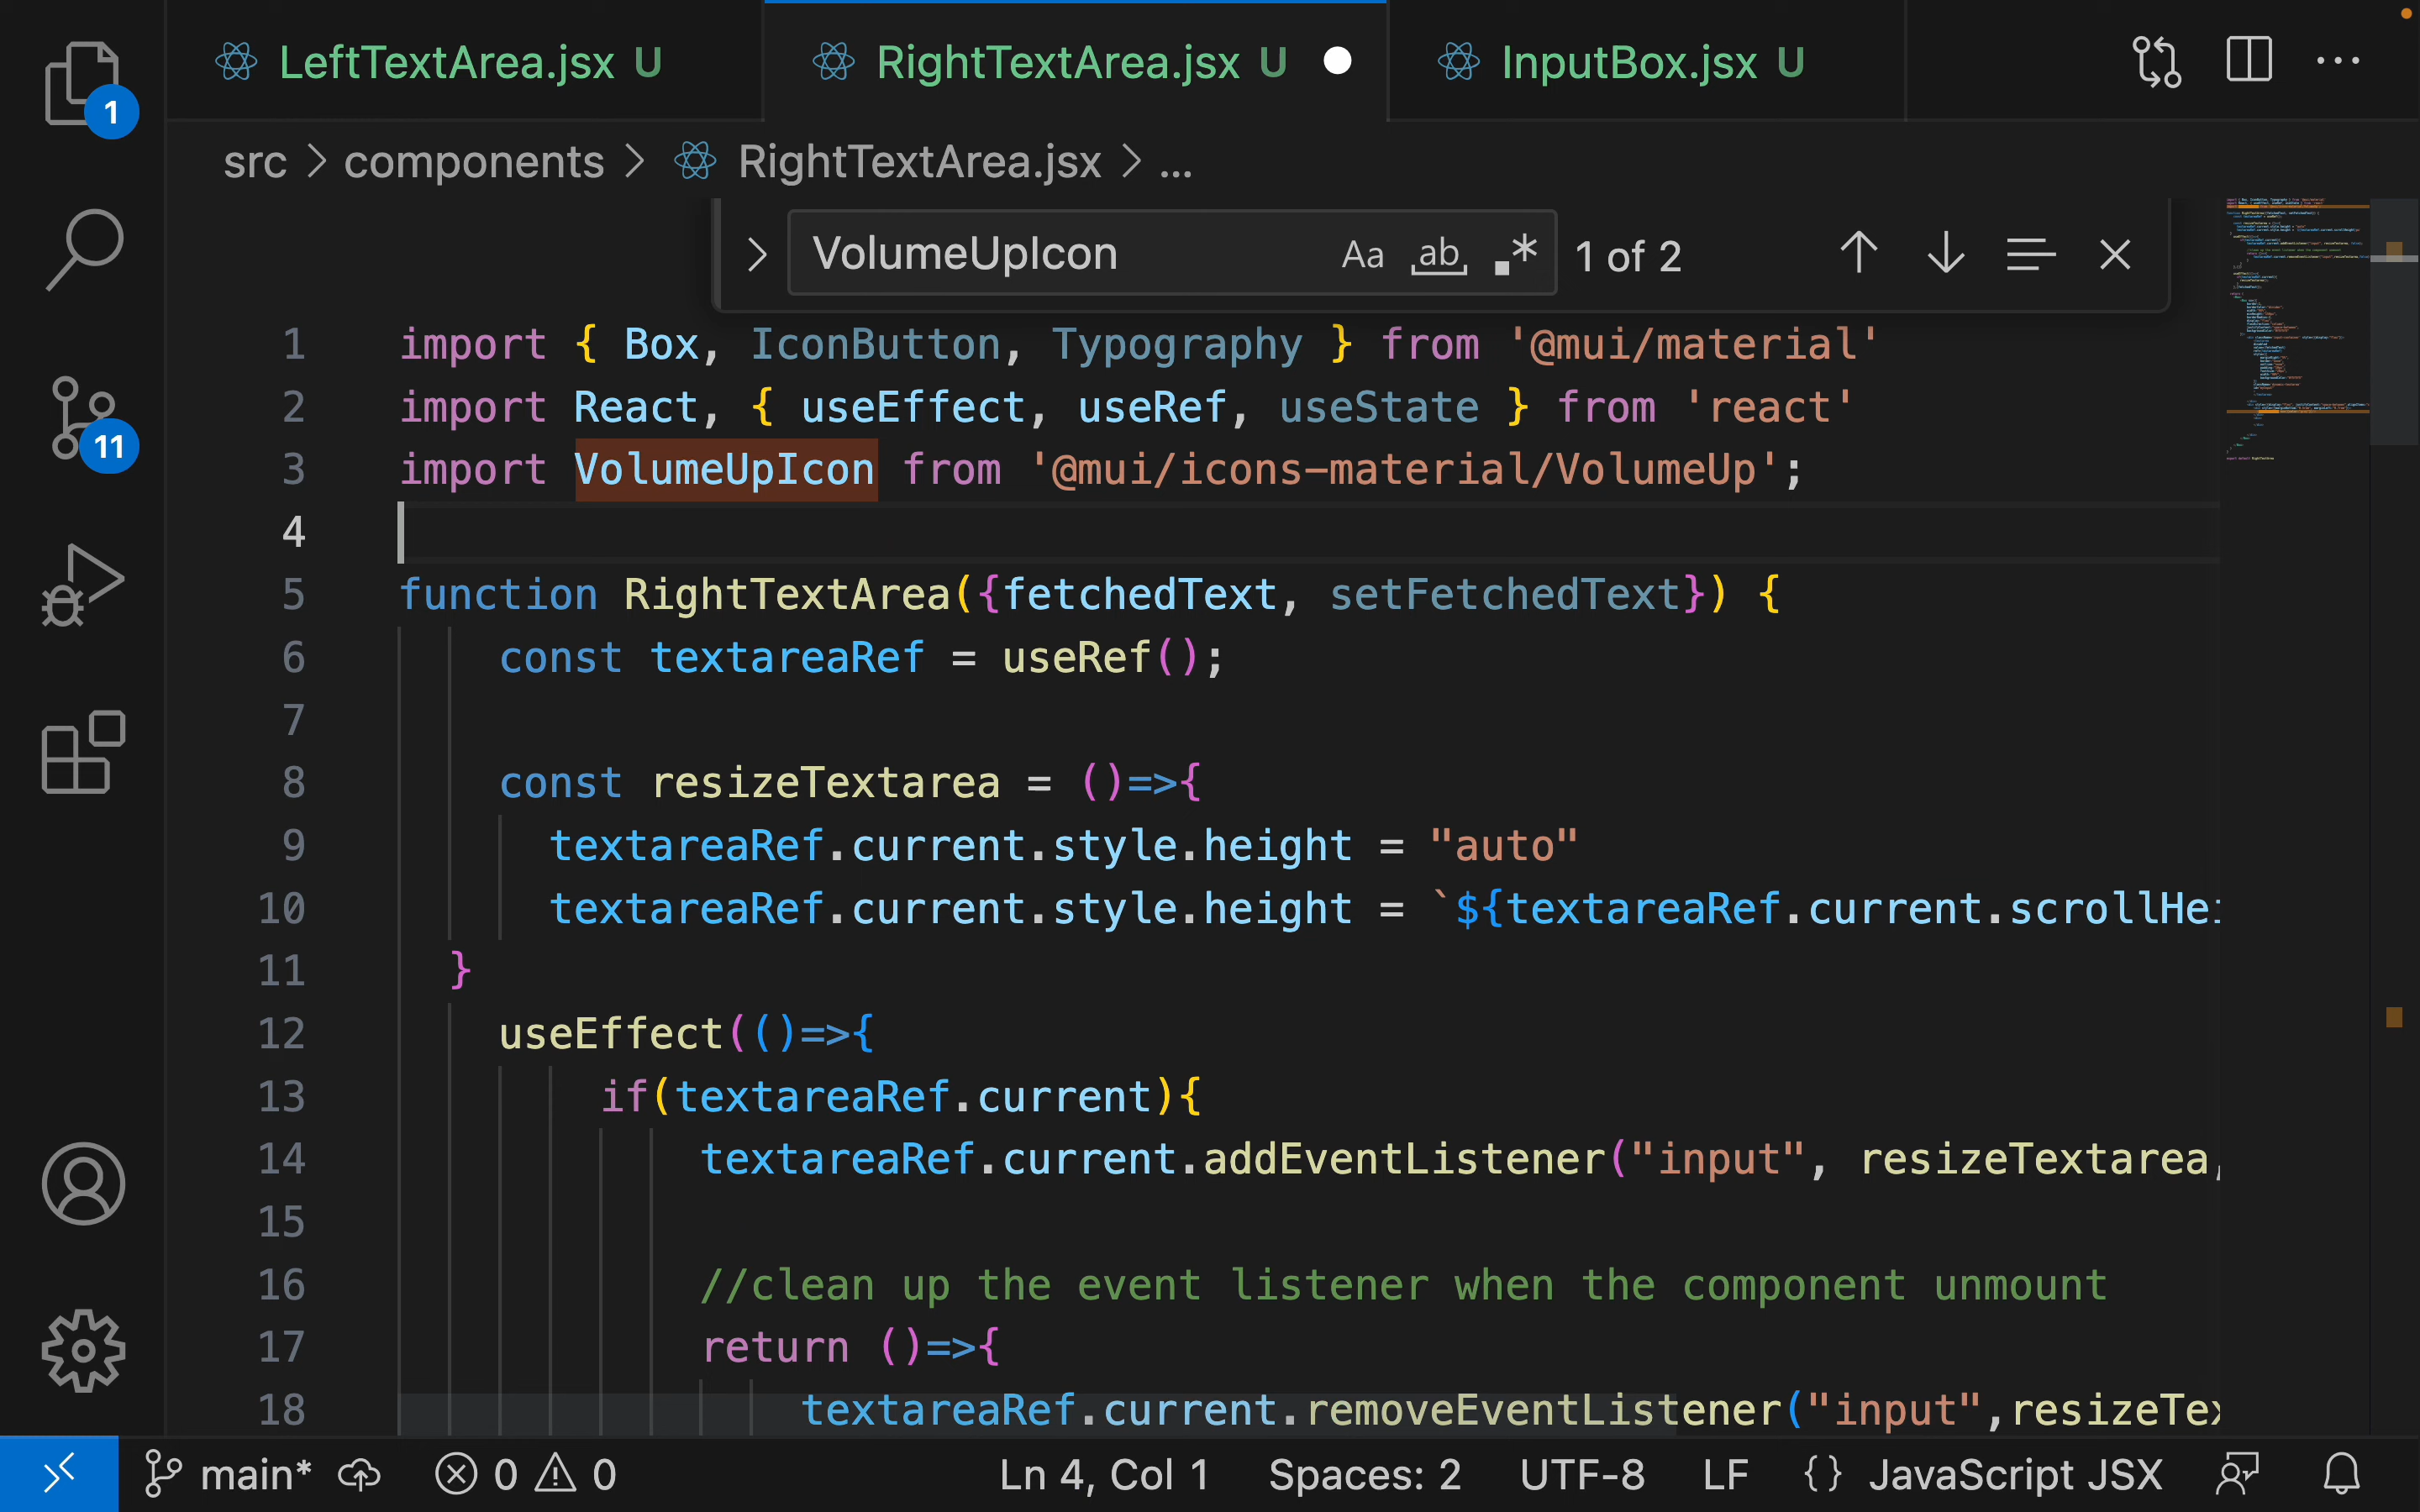 LeftTextArea.jsx U
RightTextArea.jsx U
InputBox.jsx U
1
src > components > RightTextArea.jsx > ...
VolumeUpIcon Aa ab .* 1 of 2
1 import { Box, IconButton, Typography } from '@mui/material'
2 import React, { useEffect, useRef, useState } from 'react'
3 import VolumeUpIcon from '@mui/icons-material/VolumeUp';
11
4
5 function RightTextArea({fetchedText, setFetchedText}) {
6 const textareaRef = useRef();
7
8 const resizeTextarea = ()=>{
9 textareaRef.current.style.height = "auto"
10 textareaRef.current.style.height = `${textareaRef.current.scrollHei
11 }
12 useEffect(()=>{
13 if(textareaRef.current){
14 textareaRef.current.addEventListener("input", resizeTextarea,
15
16 //clean up the event listener when the component unmount
17 return ()=>{
18 textareaRef.current.removeEventListener("input",resizeTex
main* 0 0 Ln 4, Col 1 Spaces: 2 UTF-8 LF {} JavaScript JSX